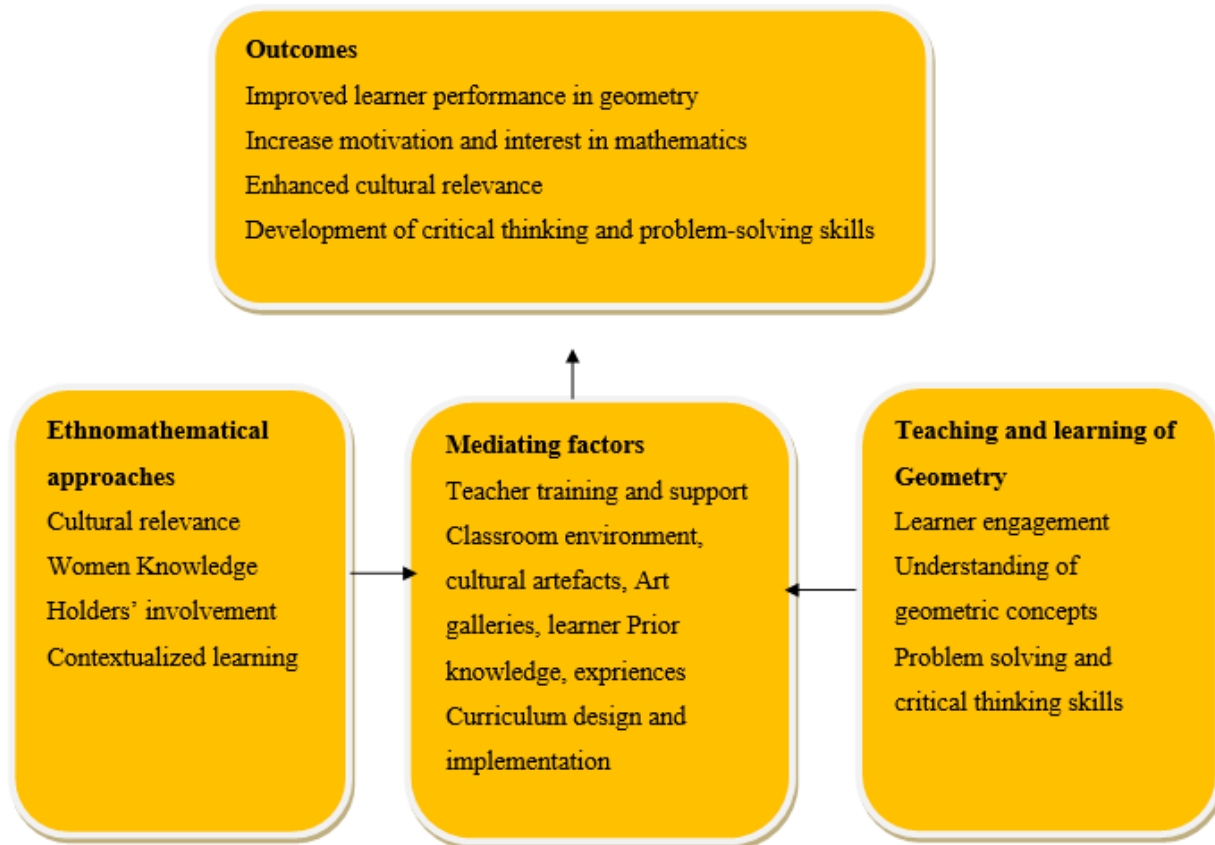 Outcomes
Improved learner performance in geometry
Increase motivation and interest in mathematics
Enhanced cultural relevance
Development of critical thinking and problem-solving skills
Ethnomathematical
approaches
Cultural relevance
Women Knowledge
Holders’ involvement
Contextualized learning
Mediating factors
Teacher training and support
Classroom environment,
cultural artefacts, Art
galleries, learner Prior
knowledge, expriences
Curriculum design and
implementation
Teaching and learning of
Geometry
Learner engagement
Understanding of
geometric concepts
Problem solving and
critical thinking skills